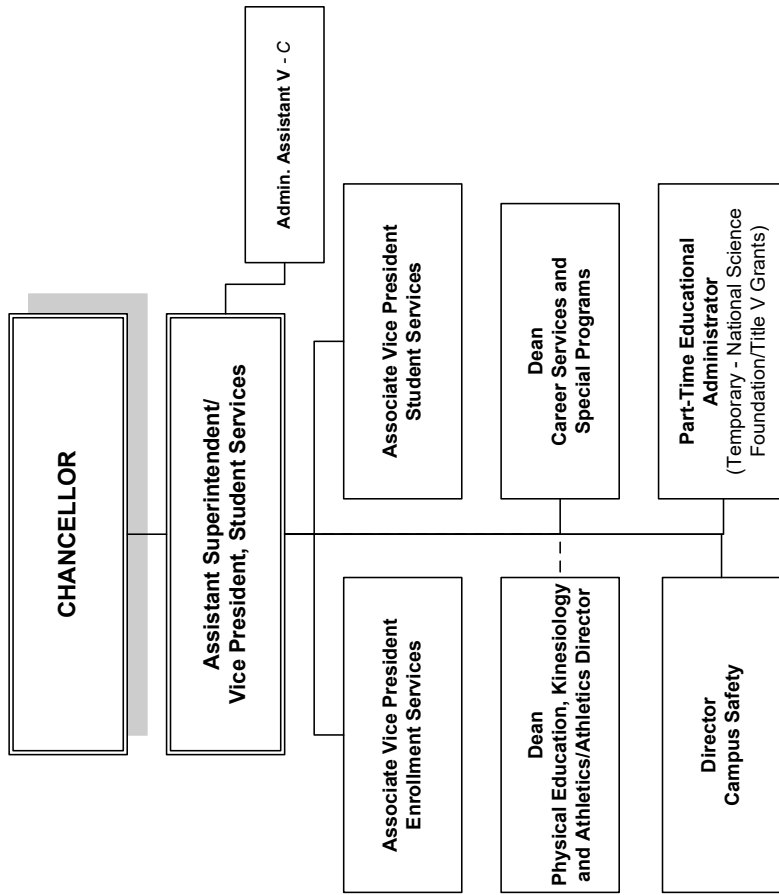 CHANCELLOR
Assistant Superintendent/
Vice President, Student Services
Admin. Assistant V - C
Associate Vice President
Enrollment Services
Associate Vice President
Student Services
Dean
Physical Education, Kinesiology
and Athletics/Athletics Director
Dean
Career Services and
Special Programs
Director
Campus Safety
Part-Time Educational
Administrator
(Temporary - National Science
Foundation/Title V Grants)